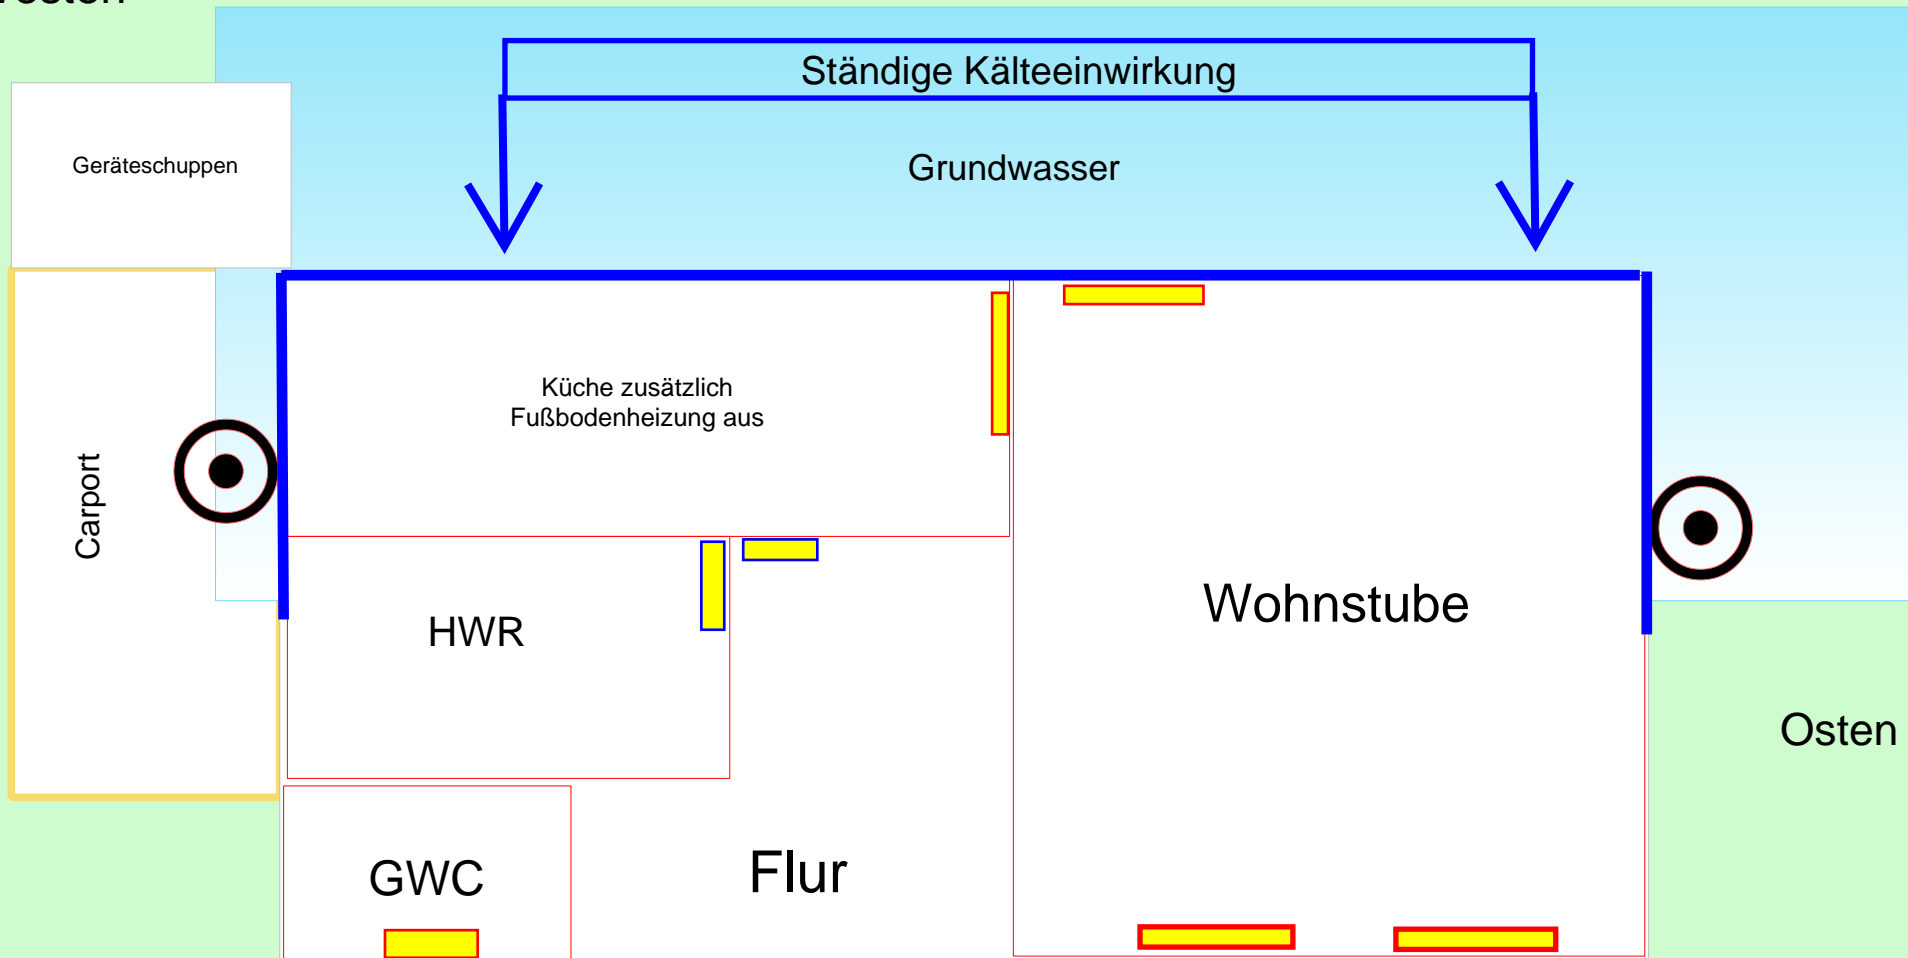 Ständige Kälteeinwirkung
Grundwasser
Geräteschuppen
Küche zusätzlich
Fußbodenheizung aus
Carport
HWR
Wohnstube
Osten
GWC
Flur